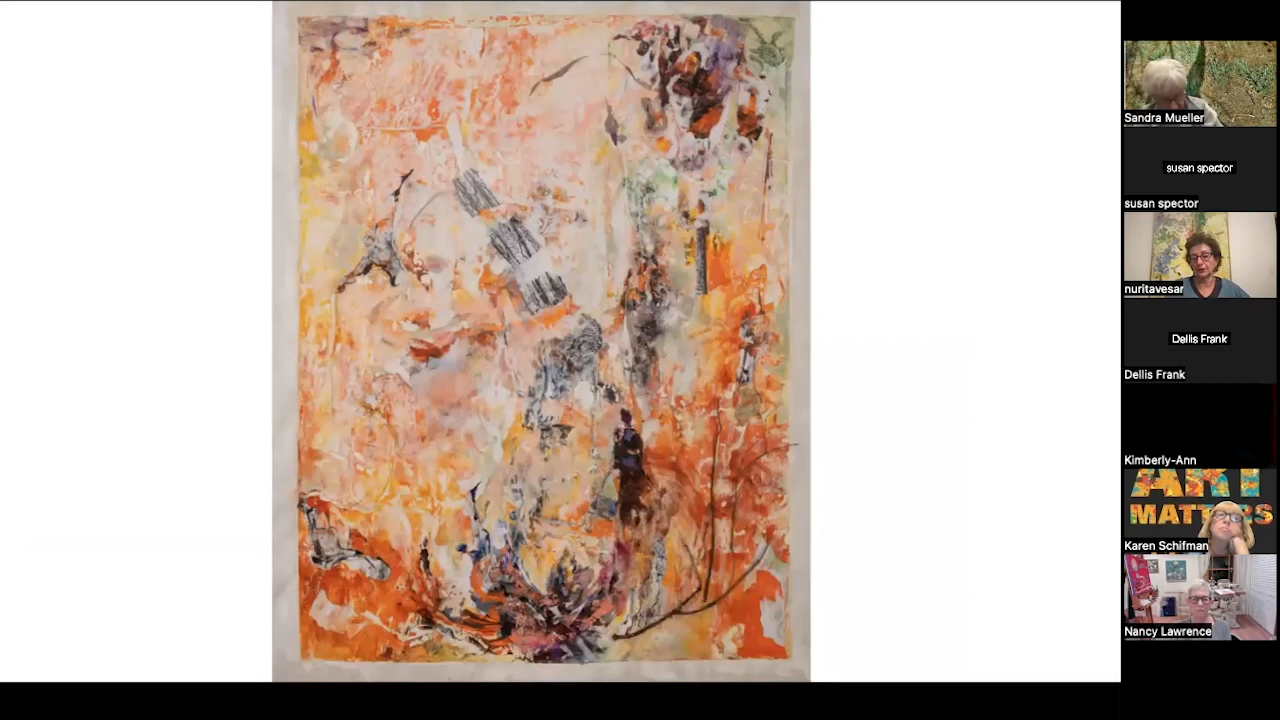 Sandra Mueller
susan spector
susan spector
nuritavesar
Dellis Frank
Dellis Frank
Kimberly-Ann
ART
MATTERS
Karen Schifman
Nancy Lawrence